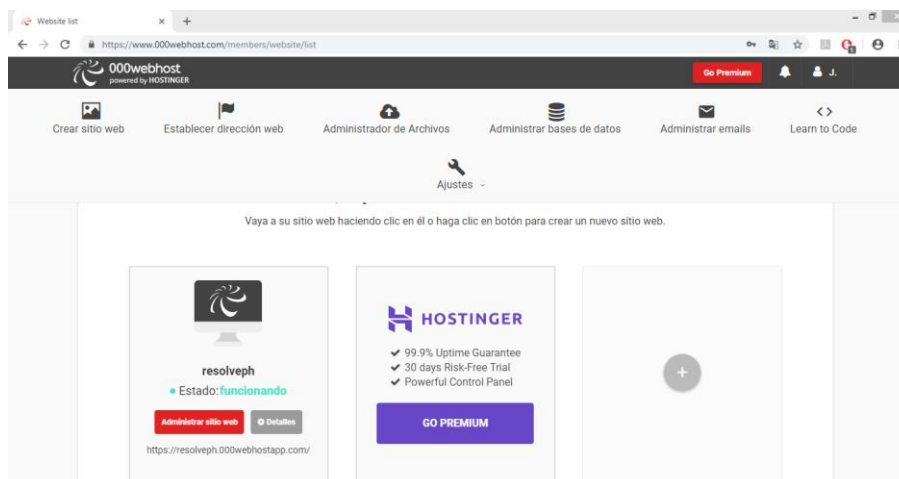 Website list
https://www.000webhost.com/members/website/list
000webhost
powered by HOSTINGER
Go Premium
J.
Crear sitio web
Establecer dirección web
Administrador de Archivos
Administrar bases de datos
Administrar emails
Learn to Code
Ajustes
Vaya a su sitio web haciendo clic en él o haga clic en botón para crear un nuevo sitio web.
resolveph
Estado:funcionando
Administrar sitio web
Detalles
https://resolveph.000webhostapp.com/
HOSTINGER
99.9% Uptime Guarantee
30 days Risk-Free Trial
Powerful Control Panel
GO PREMIUM